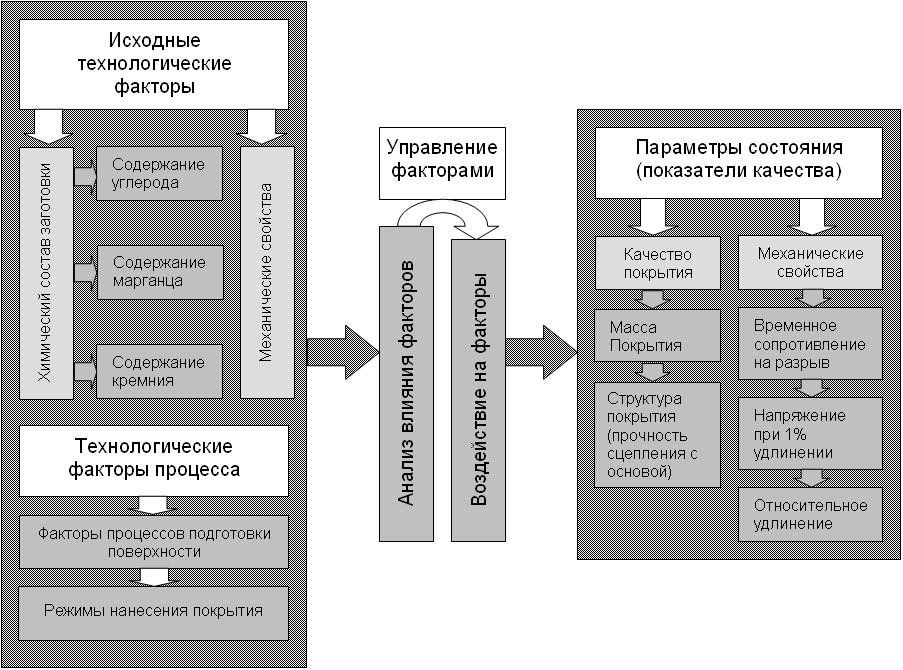 Исходные
технологические
факторы
Химический состав заготовки
Содержание
углерода
Содержание
марганца
Содержание
кремния
Механические свойства
Технологические
факторы процесса
Факторы процессов подготовки
поверхности
Режимы нанесения покрытия
Управление
факторами
Анализ влияния факторов
Воздействие на факторы
Параметры состояния
(показатели качества)
Качество
покрытия
Масса
Покрытия
Структура
покрытия
(прочность
сцепления с
основой)
Механические
свойства
Временное
сопротивление
на разрыв
Напряжение
при 1%
удлинении
Относительное
удлинение